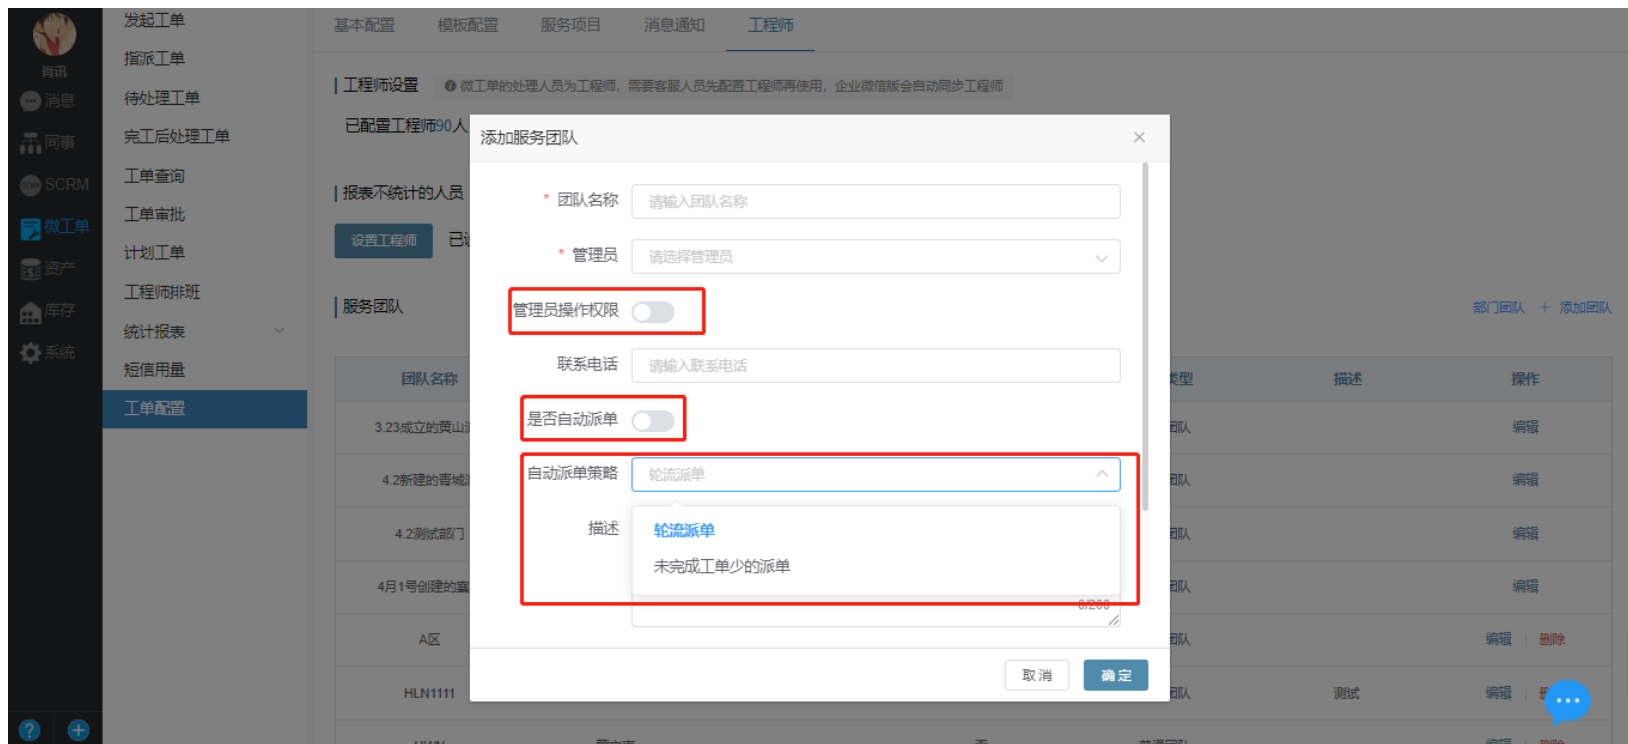 肖讯
消息
同事
SCRM
微工单
资产
库存
系统
发起工单
指派工单
待处理工单
完工后处理工单
工单查询
工单审批
计划工单
工程师排班
统计报表
短信用量
工单配置
基本配置
模板配置
服务项目
消息通知
工程师
工程师设置
微工单的处理人员为工程师，需要客服人员先配置工程师再使用，企业微信版会自动同步工程师
已配置工程师90人
报表不统计的人员
设置工程师
服务团队
部门团队
+ 添加团队
添加服务团队
×
* 团队名称
请输入团队名称
* 管理员
请选择管理员
管理员操作权限
联系电话
请输入联系电话
是否自动派单
自动派单策略
轮流派单
描述
轮流派单
未完成工单少的派单
0/200
取消
确定
团队名称
类型
描述
操作
3.23成立的黄山
团队
编辑
4.2新建的青城
团队
编辑
4.2测试部门
团队
编辑
4月1号创建的
团队
编辑
A区
团队
编辑
删除
HLN1111
团队
测试
编辑
否
普通团队
编辑
删除